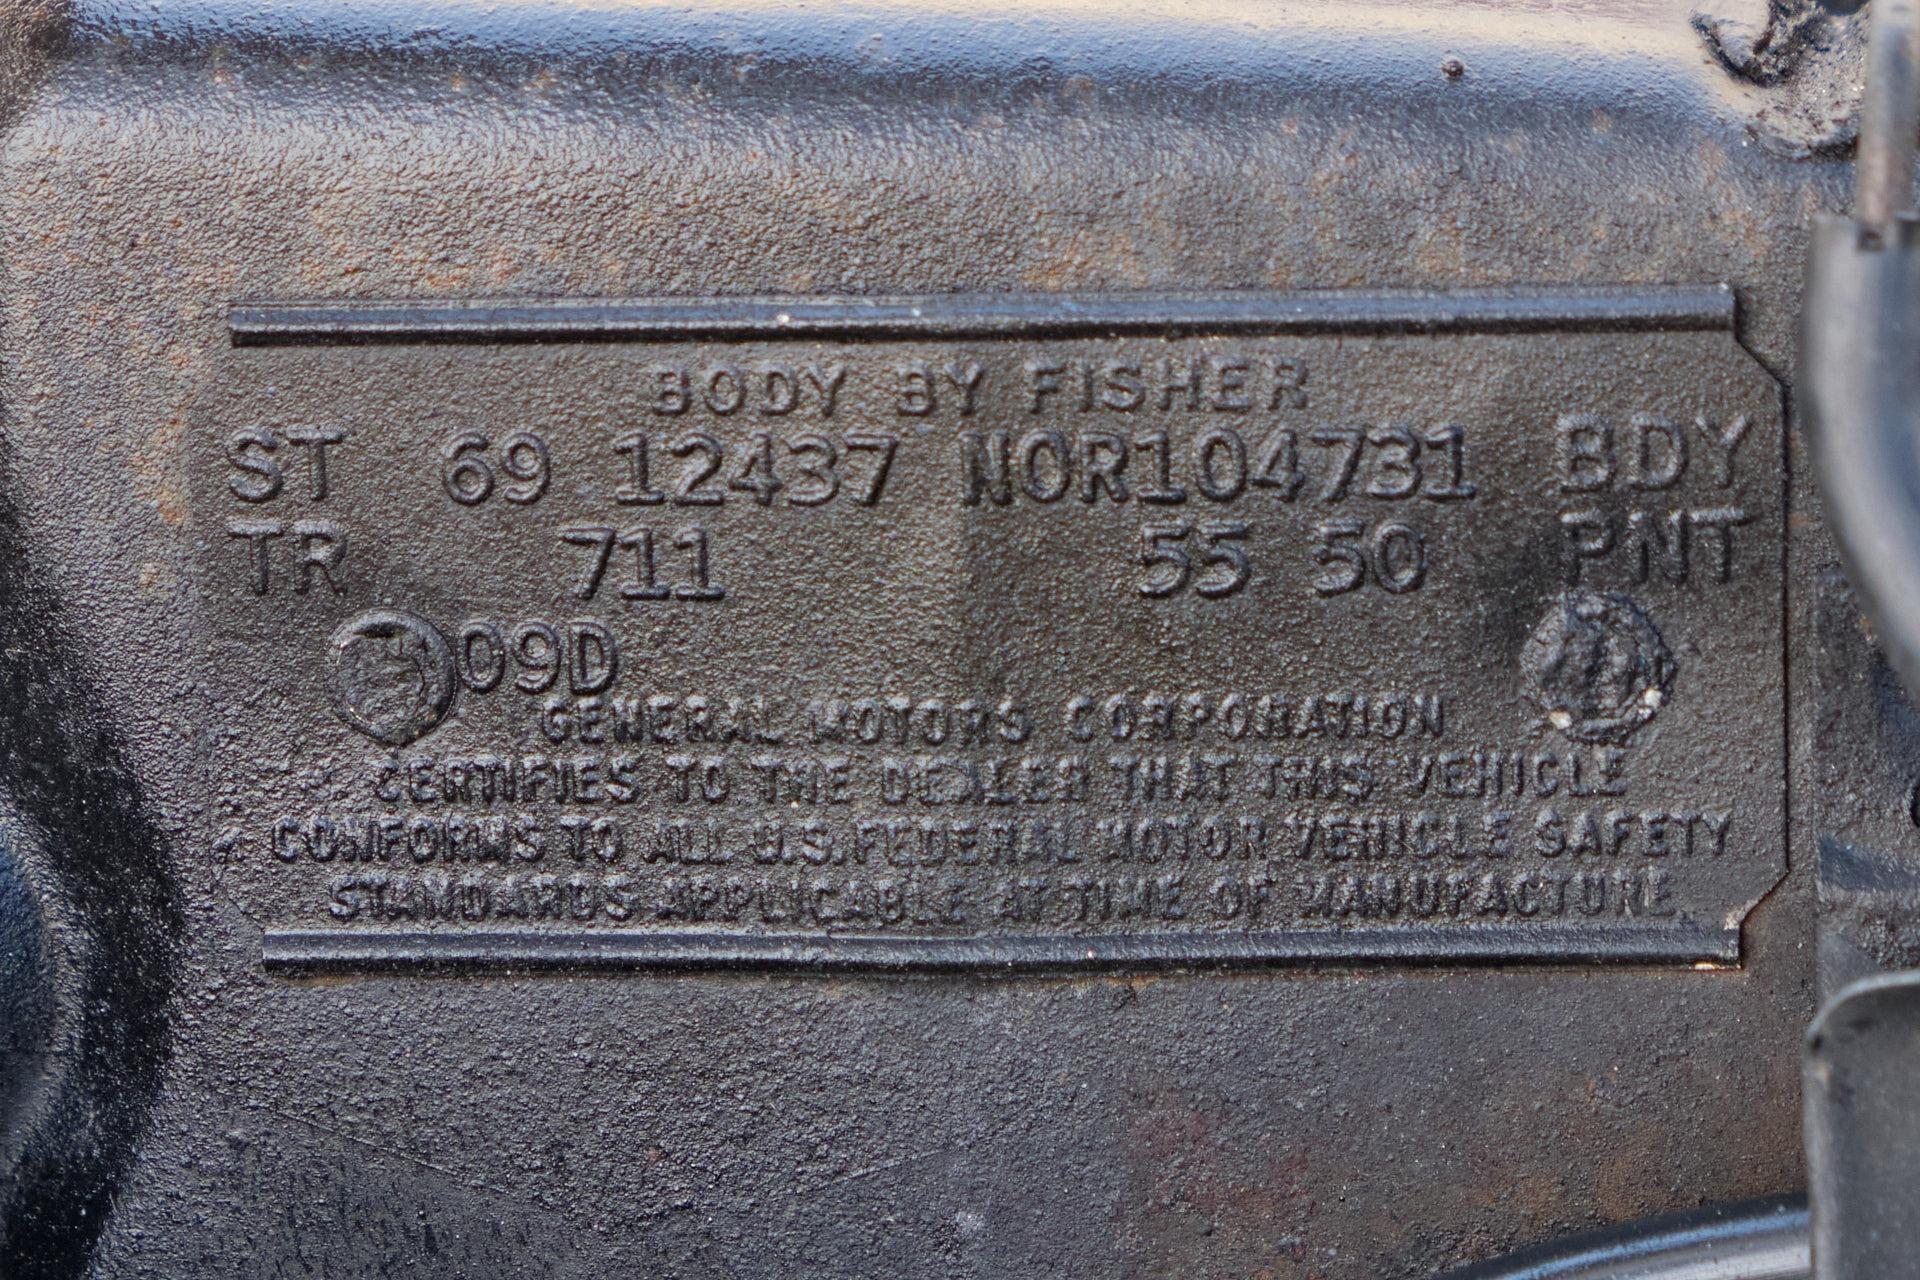 BODY BY FISHER
ST 69 12437 NOR104731 BDY
TR 711 55 50 PNT
09D
GENERAL MOTORS CORPORATION
CERTIFIES TO THE DEALER THAT THIS VEHICLE
CONFORMS TO ALL U.S. FEDERAL MOTOR VEHICLE SAFETY
STANDARDS APPLICABLE AT TIME OF MANUFACTURE.